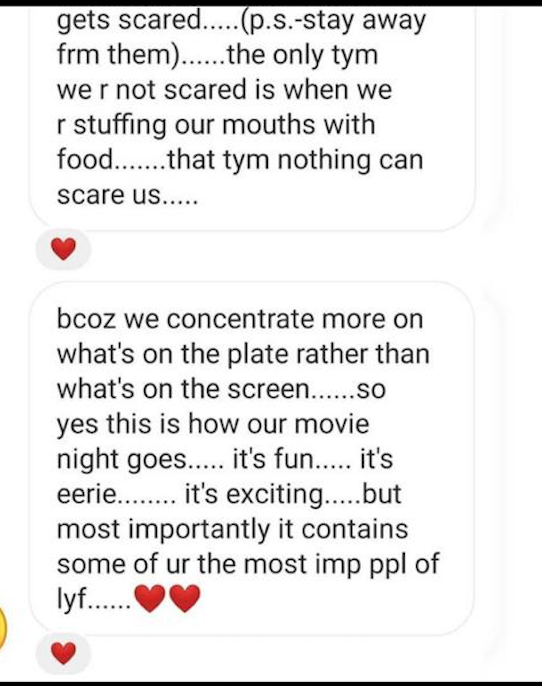 gets scared.....(p.s.-stay away
frm them)......the only tym
we r not scared is when we
r stuffing our mouths with
food.......that tym nothing can
scare us.....
bcoz we concentrate more on
what's on the plate rather than
what's on the screen......so
yes this is how our movie
night goes..... it's fun..... it's
eerie........ it's exciting.....but
most importantly it contains
some of ur the most imp ppl of
lyf......❤️❤️